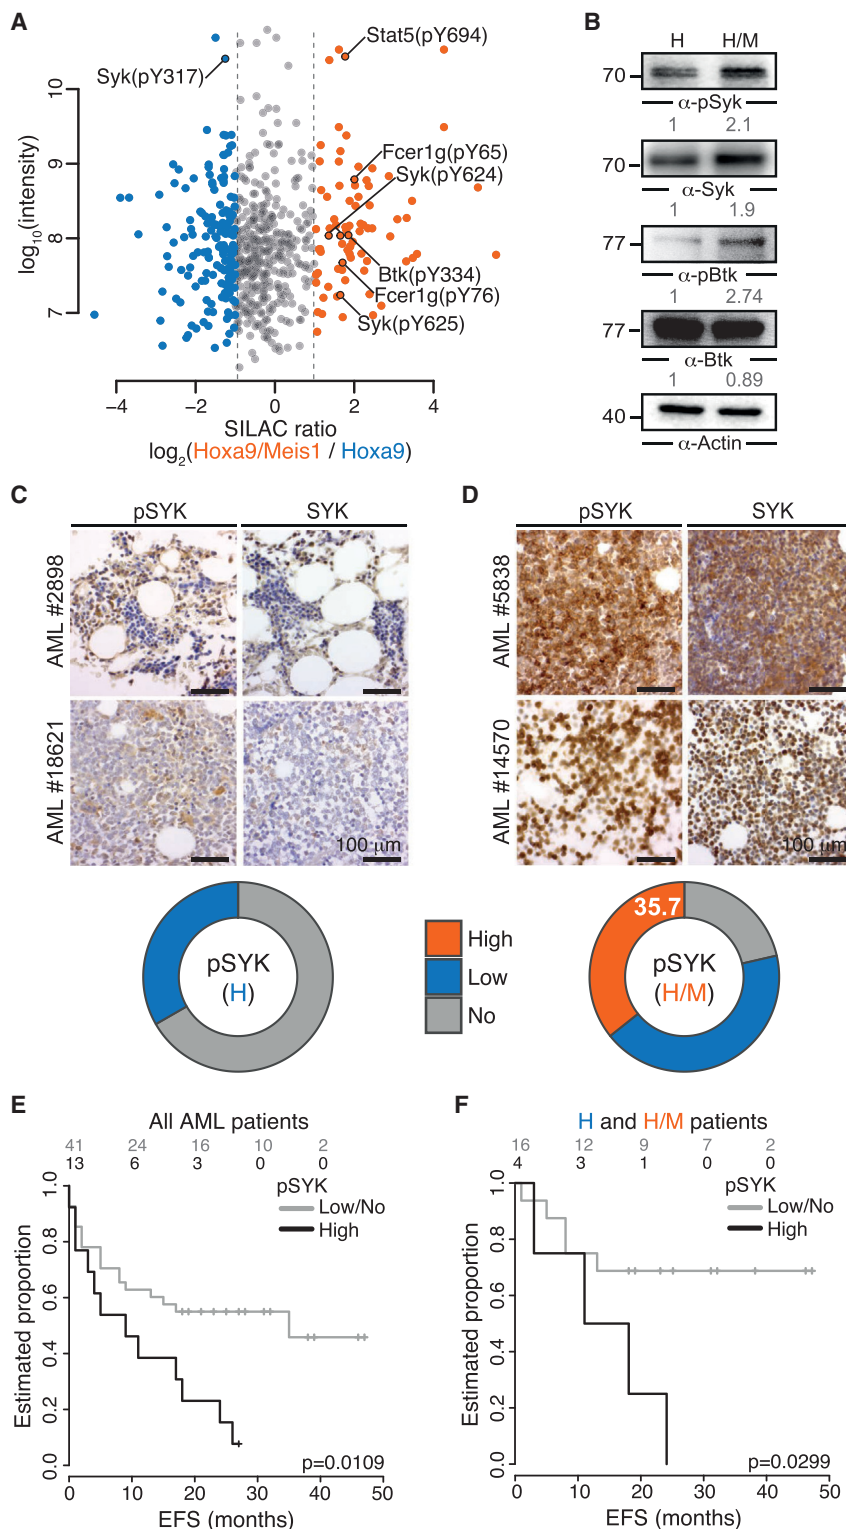 A
Stat5(pY694)
Syk(pY317)
Fcer1g(pY65)
Syk(pY624)
Btk(pY334)
Fcer1g(pY76)
Syk(pY625)
log10(intensity)
10
9
8
7
−4 −2 0 2 4
SILAC ratio
log2(Hoxa9/Meis1 / Hoxa9)
B
H H/M
70
α-pSyk
1 2.1
70
α-Syk
1 1.9
77
α-pBtk
1 2.74
77
α-Btk
1 0.89
40
α-Actin
C
pSYK SYK
AML #2898
AML #18621
100 μm
D
pSYK SYK
AML #5838
AML #14570
100 μm
pSYK
(H)
High
Low
No
35.7
pSYK
(H/M)
E
All AML patients
41 24 16 10 2
13 6 3 0 0
pSYK
Low/No
High
Estimated proportion
1.0
0.8
0.6
0.4
0.2
0.0
p=0.0109
0 10 20 30 40 50
EFS (months)
F
H and H/M patients
16 12 9 7 2
4 3 1 0 0
pSYK
Low/No
High
Estimated proportion
1.0
0.8
0.6
0.4
0.2
0.0
p=0.0299
0 10 20 30 40 50
EFS (months)